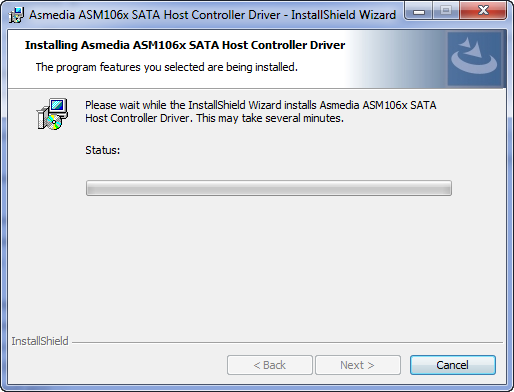 Asmedia ASM106x SATA Host Controller Driver - InstallShield Wizard
Installing Asmedia ASM106x SATA Host Controller Driver
The program features you selected are being installed.
Please wait while the InstallShield Wizard installs Asmedia ASM106x SATA
Host Controller Driver. This may take several minutes.
Status:
InstallShield
< Back
Next >
Cancel